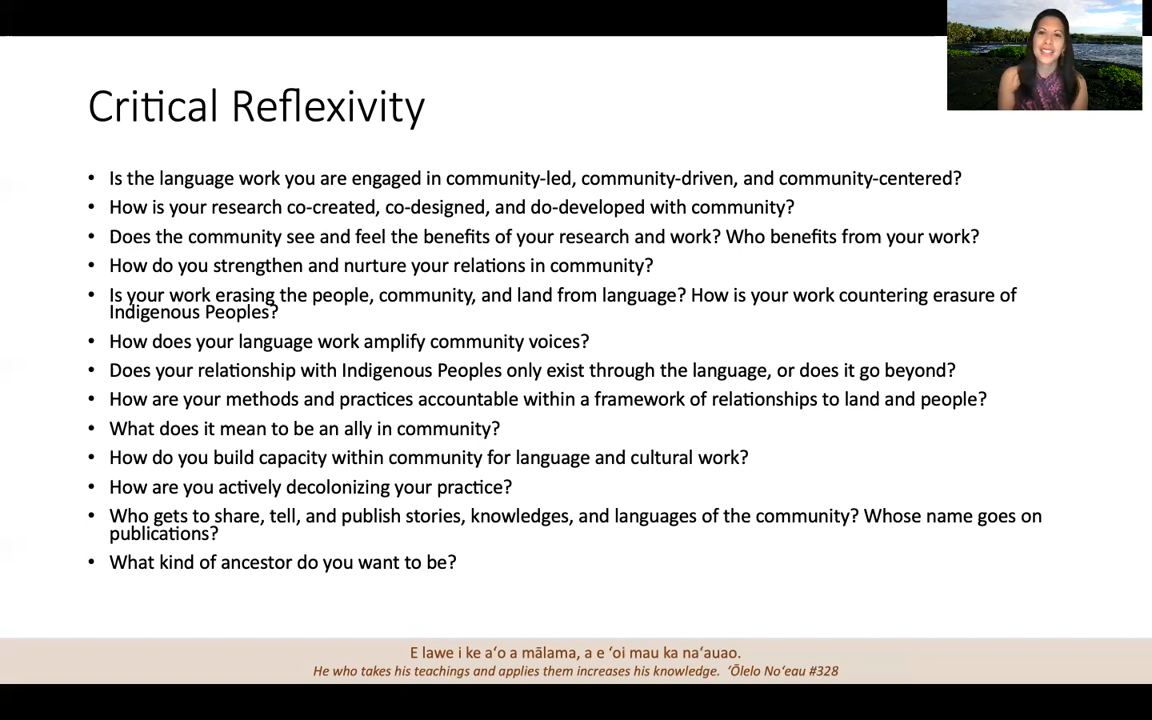 Critical Reflexivity
• Is the language work you are engaged in community-led, community-driven, and community-centered?
• How is your research co-created, co-designed, and do-developed with community?
• Does the community see and feel the benefits of your research and work? Who benefits from your work?
• How do you strengthen and nurture your relations in community?
• Is your work erasing the people, community, and land from language? How is your work countering erasure of
Indigenous Peoples?
• How does your language work amplify community voices?
• Does your relationship with Indigenous Peoples only exist through the language, or does it go beyond?
• How are your methods and practices accountable within a framework of relationships to land and people?
• What does it mean to be an ally in community?
• How do you build capacity within community for language and cultural work?
• How are you actively decolonizing your practice?
• Who gets to share, tell, and publish stories, knowledges, and languages of the community? Whose name goes on
publications?
• What kind of ancestor do you want to be?
E lawe i ke aʻo a mālama, a e ʻoi mau ka naʻauao.
He who takes his teachings and applies them increases his knowledge. ʻŌlelo Noʻeau #328